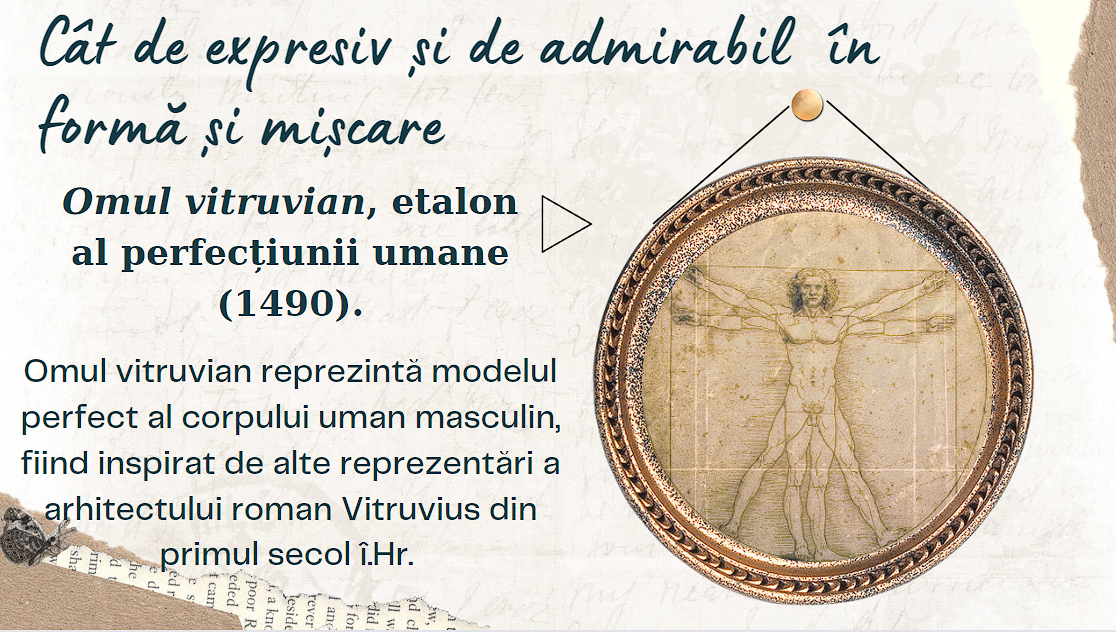 Cât de expresiv și de admirabil în
formă și mișcare
Omul vitruvian, etalon
al perfecțiunii umane
(1490).
Omul vitruvian reprezintă modelul
perfect al corpului uman masculin,
fiind inspirat de alte reprezentări a
arhitectului roman Vitruvius din
primul secol î.Hr.